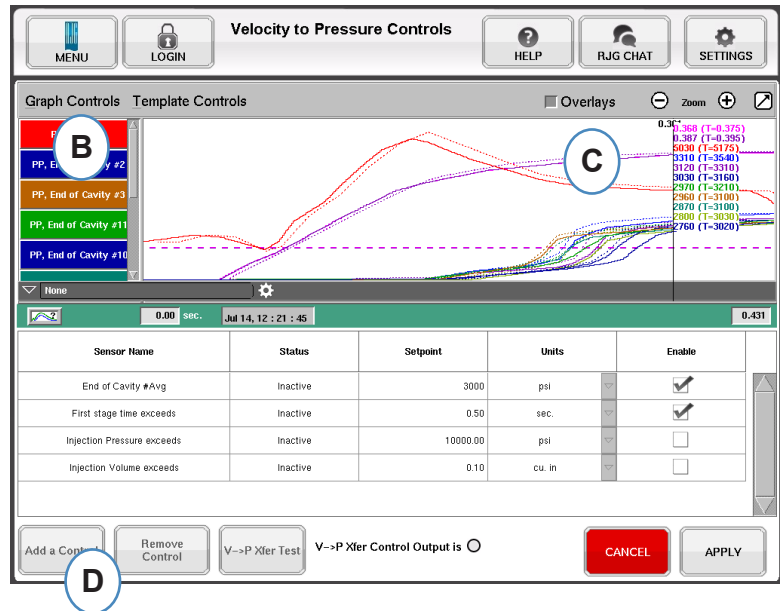 Velocity to Pressure Controls
MENU
LOGIN
HELP
RJG CHAT
SETTINGS
Graph Controls Template Controls
Overlays
Zoom
B
PP, E #2
PP, End of Cavity #3
PP, End of Cavity #11
PP, End of Cavity #10
C
0.368 (T=0.375)
0.387 (T=0.395)
5030 (T=5175)
3310 (T=3540)
3120 (T=3310)
3030 (T=3160)
2970 (T=3210)
2960 (T=3100)
2870 (T=3100)
2800 (T=3030)
2760 (T=3020)
None
0.00 sec. Jul 14, 12 : 21 : 45 0.431
Sensor Name Status Setpoint Units Enable
End of Cavity #Avg Inactive 3000 psi
First stage time exceeds Inactive 0.50 sec.
Injection Pressure exceeds Inactive 10000.00 psi
Injection Volume exceeds Inactive 0.10 cu. in
Add a Cont
D
Remove
Control
V->P Xfer Test
V->P Xfer Control Output is
CANCEL
APPLY